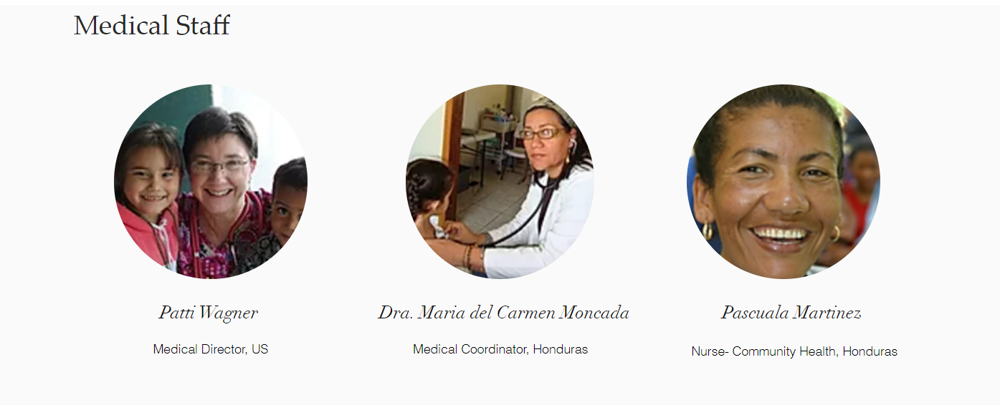 Medical Staff
Patti Wagner
Dra. Maria del Carmen Moncada
Pascuala Martinez
Medical Director, US
Medical Coordinator, Honduras
Nurse- Community Health, Honduras